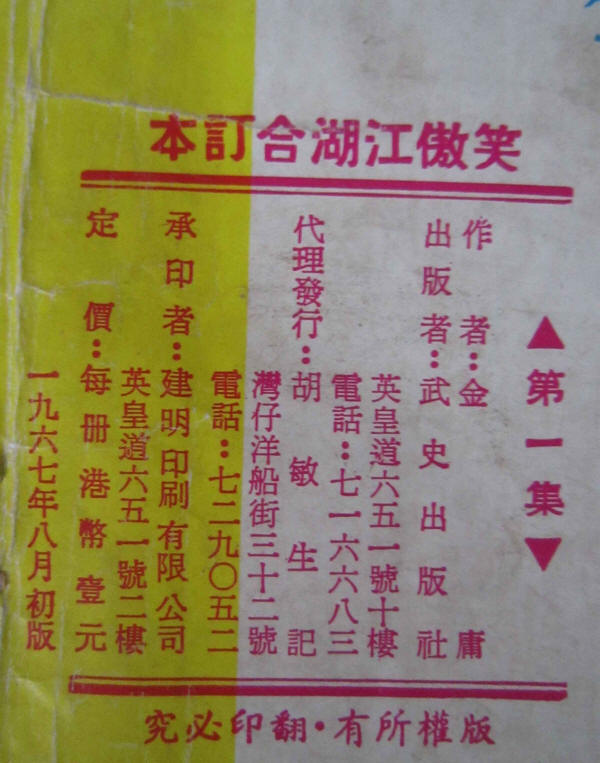 笑傲江湖合訂本
▲第一集▼
作者：金庸
出版者：武史出版社
英皇道六五一號十樓
電話：七一六六八三
代理發行：胡敏生記
灣仔洋船街三十二號
電話：七二九〇五二
承印者：建明印刷有限公司
英皇道六五一號二樓
定價：每册港幣壹元
一九六七年八月初版
版權所有·翻印必究